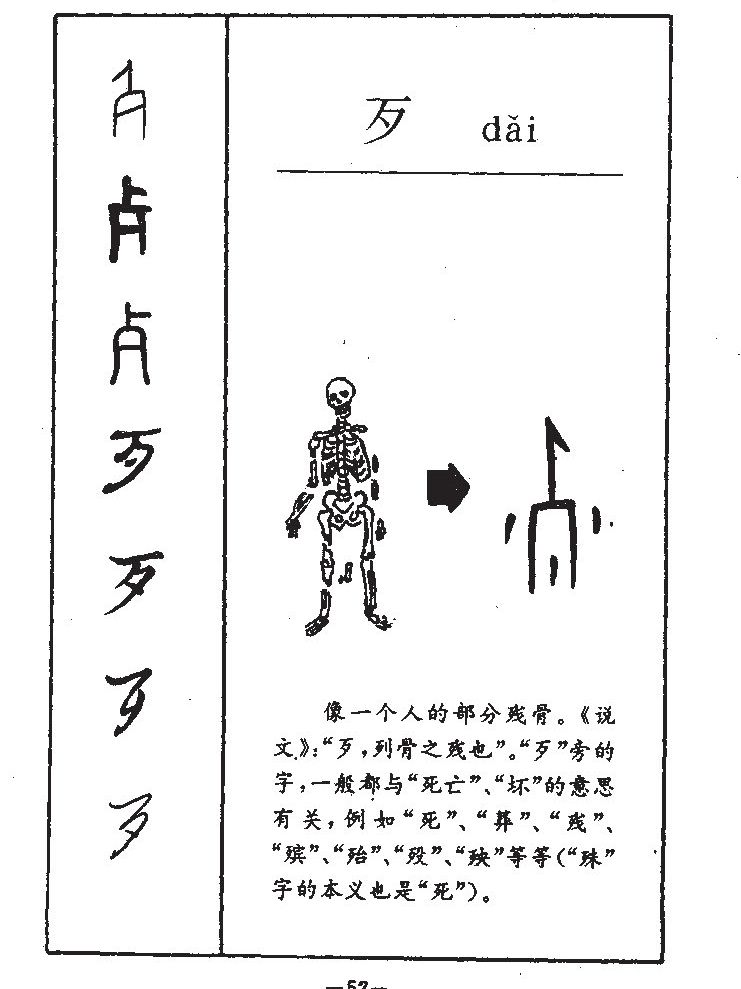 歹 dǎi
像一个人的部分残骨。《说
文》:“歹,列骨之残也”。“歹”旁的
字,一般都与“死亡”、“坏”的意思
有关,例如“死”、“葬”、“残”、
“殡”、“殆”、“殁”、“殃”等等(“殊”
字的本义也是“死”)。
—52—